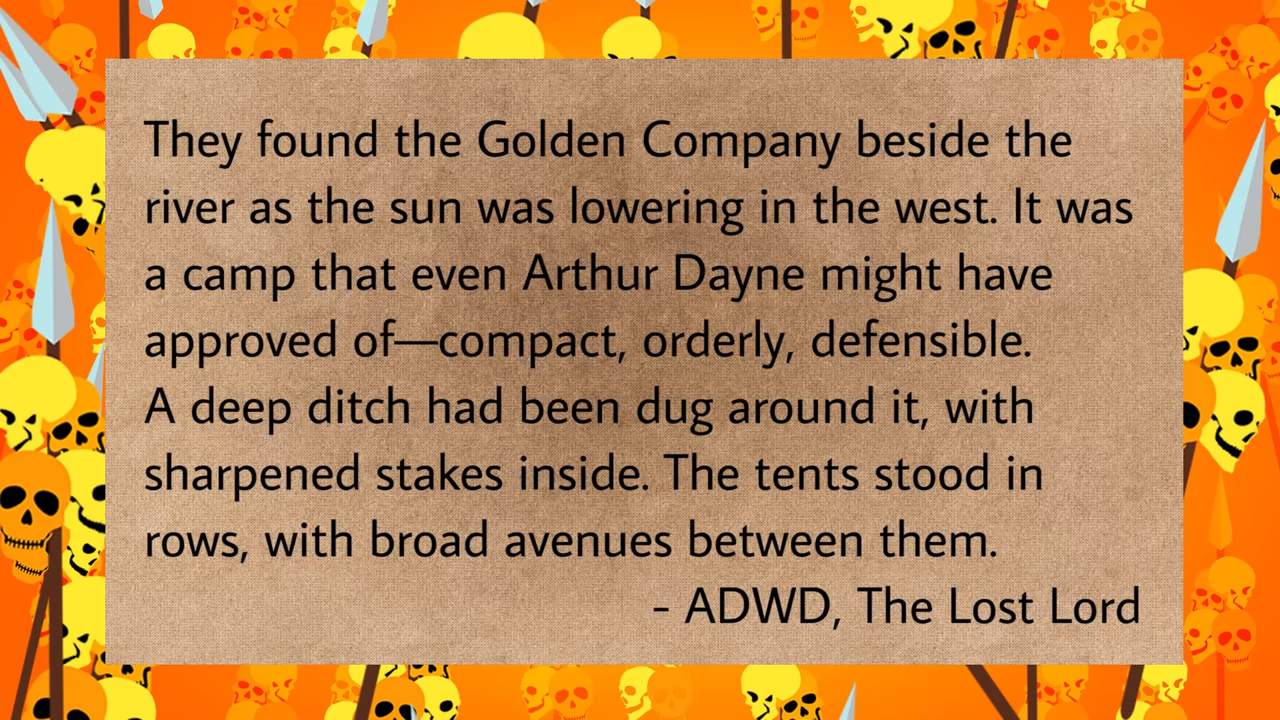 They found the Golden Company beside the
river as the sun was lowering in the west. It was
a camp that even Arthur Dayne might have
approved of—compact, orderly, defensible.
A deep ditch had been dug around it, with
sharpened stakes inside. The tents stood in
rows, with broad avenues between them.
- ADWD, The Lost Lord